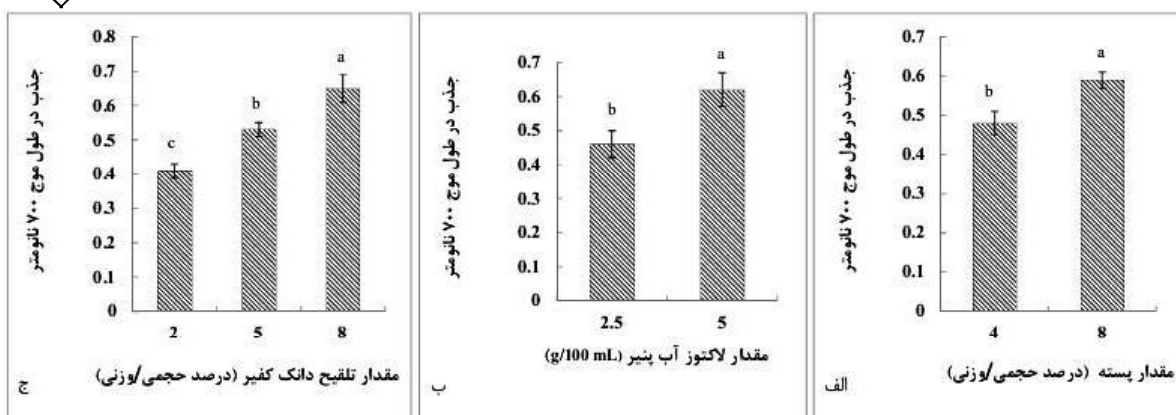 جذب در طول موج ۷۰۰ نانومتر
0.7
0.6
0.5
0.4
0.3
0.2
0.1
0
b
a
4
8
مقدار پسته (درصد حجمی/وزنی)
الف
جذب در طول موج ۷۰۰ نانومتر
0.7
0.6
0.5
0.4
0.3
0.2
0.1
0
b
a
2.5
5
مقدار لاکتوز آب پنیر (g/100 mL)
ب
جذب در طول موج ۷۰۰ نانومتر
0.8
0.7
0.6
0.5
0.4
0.3
0.2
0.1
0
c
b
a
2
5
8
مقدار تلقیح دانک کفیر (درصد حجمی/وزنی)
ج